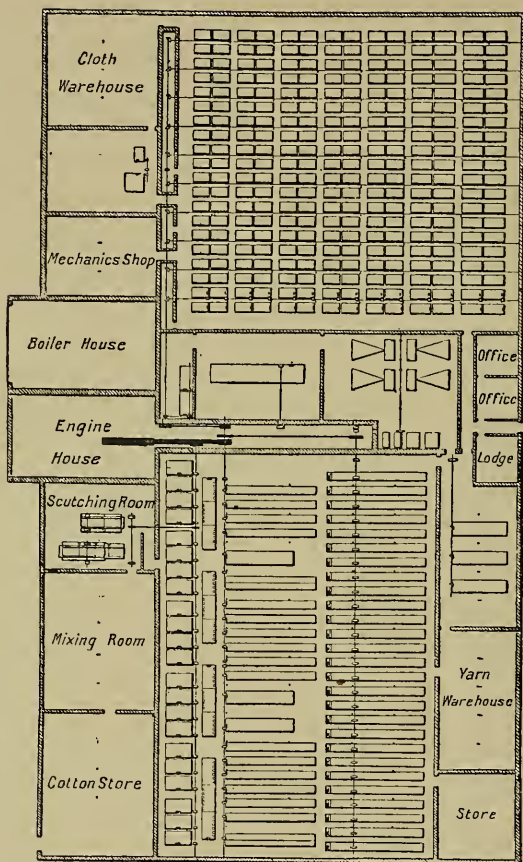 Cloth
Warehouse
Mechanics Shop
Boiler House
Office
Office
Engine
House
Lodge
Scutching Room
Mixing Room
Yarn
Warehouse
Cotton Store
Store